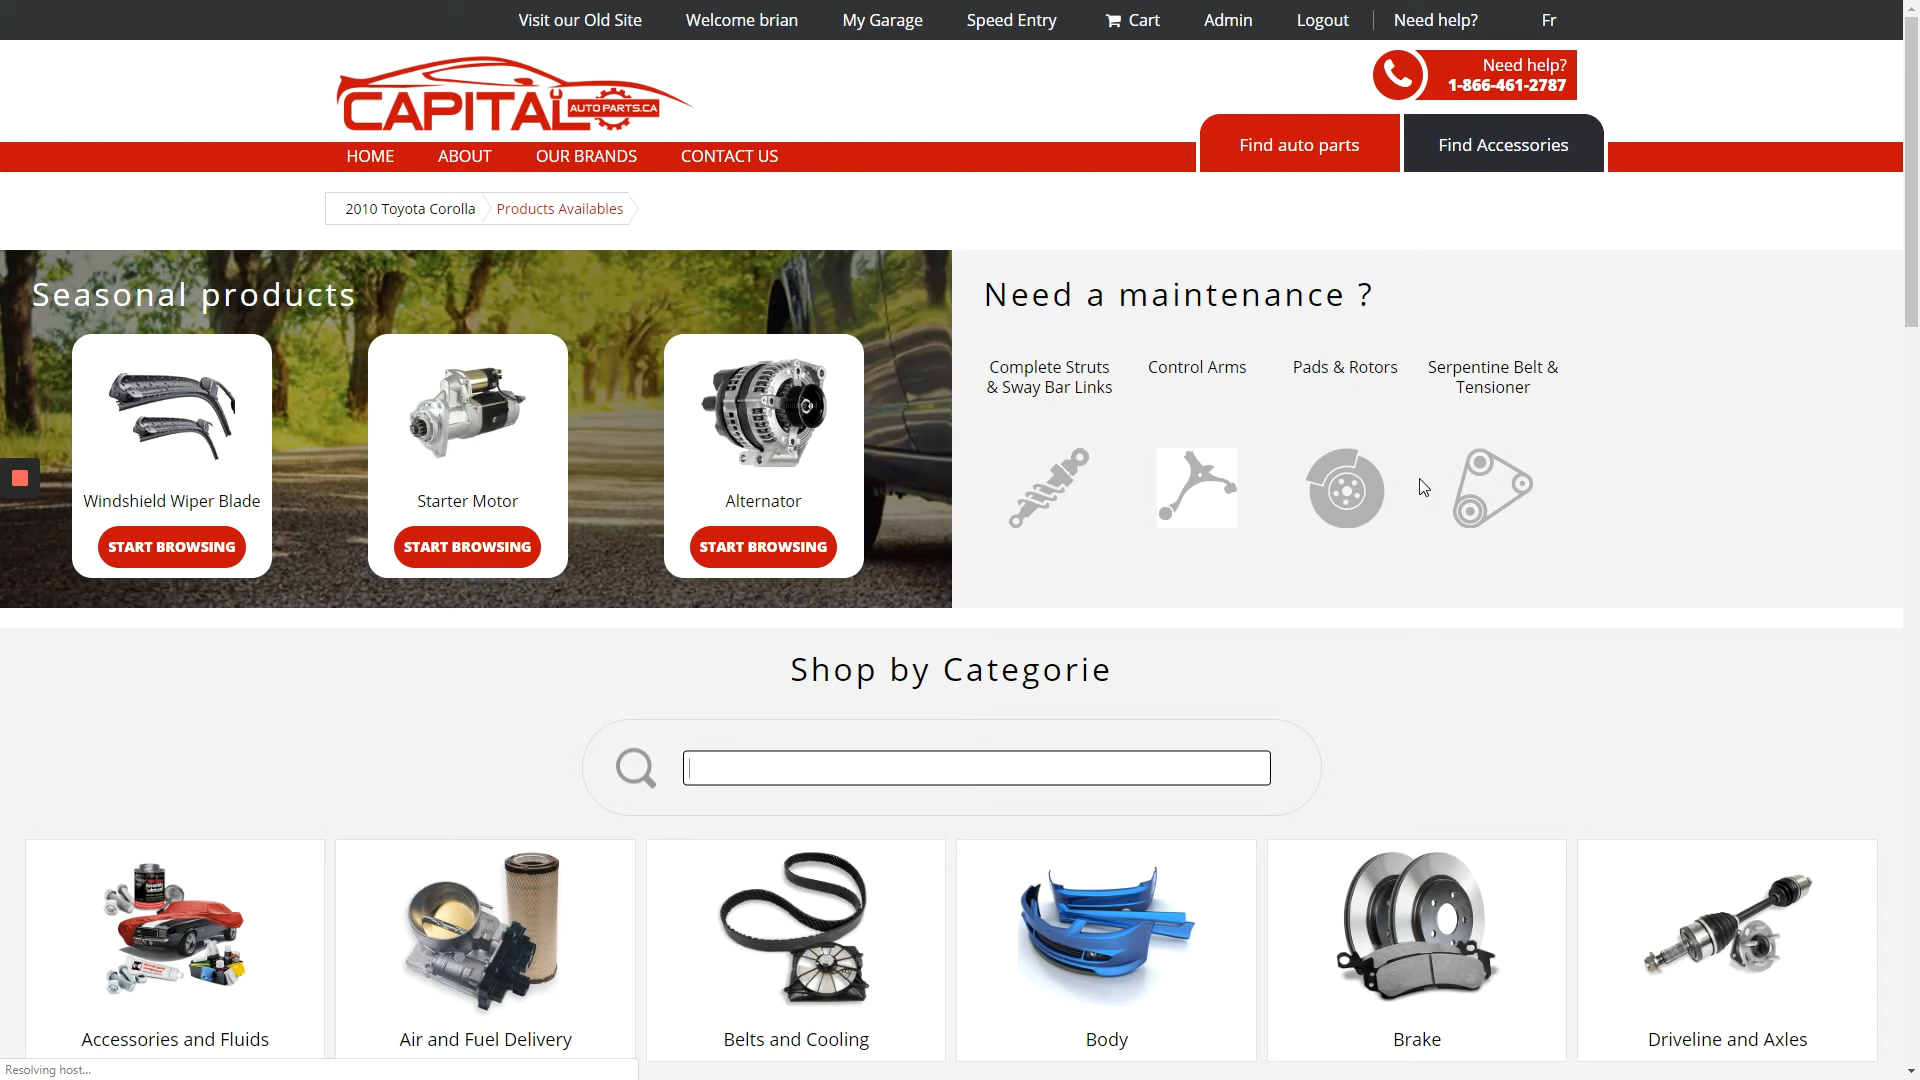 Visit our Old Site
Welcome brian
My Garage
Speed Entry
Cart
Admin
Logout
Need help?
Fr
CAPITAL
AUTO PARTS.CA
Need help?
1-866-461-2787
HOME
ABOUT
OUR BRANDS
CONTACT US
Find auto parts
Find Accessories
2010 Toyota Corolla
Products Availables
Seasonal products
Windshield Wiper Blade
START BROWSING
Starter Motor
START BROWSING
Alternator
START BROWSING
Need a maintenance ?
Complete Struts
& Sway Bar Links
Control Arms
Pads & Rotors
Serpentine Belt &
Tensioner
Shop by Categorie
Accessories and Fluids
Air and Fuel Delivery
Belts and Cooling
Body
Brake
Driveline and Axles
Resolving host...